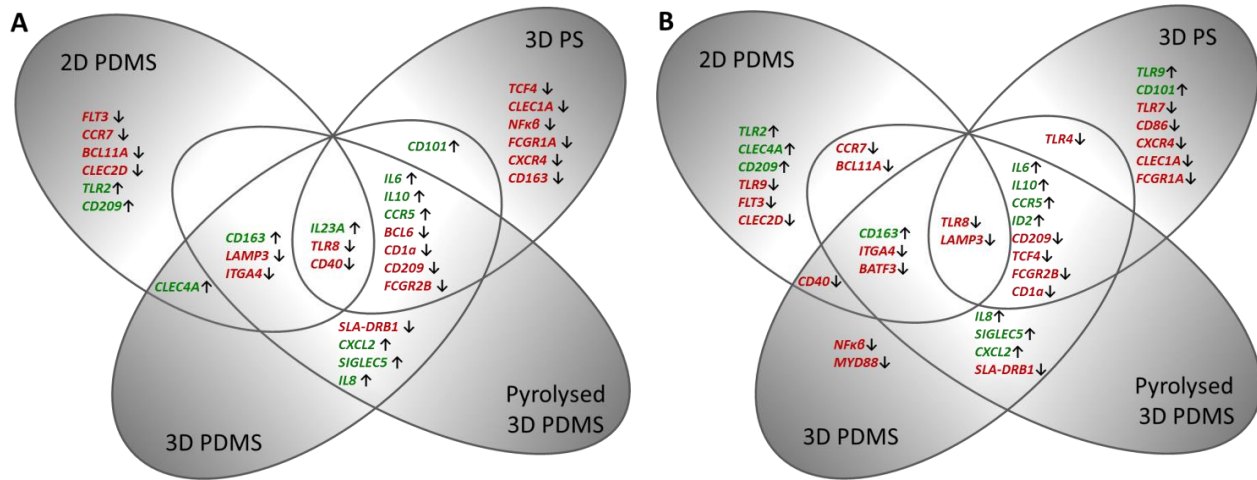 A
2D PDMS
3D PS
FLT3 ↓
CCR7 ↓
BCL11A ↓
CLEC2D ↓
TLR2 ↑
CD209 ↑
TCF4 ↓
CLEC1A ↓
NFκβ ↓
FCGR1A ↓
CXCR4 ↓
CD163 ↓
CD101 ↑
IL6 ↑
IL10 ↑
CCR5 ↑
BCL6 ↓
CD1a ↓
CD209 ↓
FCGR2B ↓
IL23A ↑
TLR8 ↓
CD40 ↓
CD163 ↑
LAMP3 ↓
ITGA4 ↓
CLEC4A ↑
SLA-DRB1 ↓
CXCL2 ↑
SIGLEC5 ↑
IL8 ↑
3D PDMS
Pyrolysed
3D PDMS
B
2D PDMS
3D PS
TLR2 ↑
CLEC4A ↑
CD209 ↑
TLR9 ↓
FLT3 ↓
CLEC2D ↓
TLR9 ↑
CD101 ↑
TLR7 ↓
CD86 ↓
CXCR4 ↓
CLEC1A ↓
FCGR1A ↓
CCR7 ↓
BCL11A ↓
TLR4 ↓
IL6 ↑
IL10 ↑
CCR5 ↑
ID2 ↑
CD209 ↓
TCF4 ↓
FCGR2B ↓
CD1a ↓
TLR8 ↓
LAMP3 ↓
CD163 ↑
ITGA4 ↓
BATF3 ↓
CD40 ↓
NFκβ ↓
MYD88 ↓
IL8 ↑
SIGLEC5 ↑
CXCL2 ↑
SLA-DRB1 ↓
3D PDMS
Pyrolysed
3D PDMS